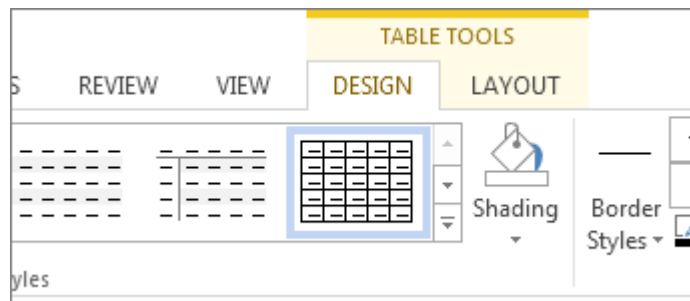 TABLE TOOLS
S REVIEW VIEW DESIGN LAYOUT
Shading
Border
Styles
yles